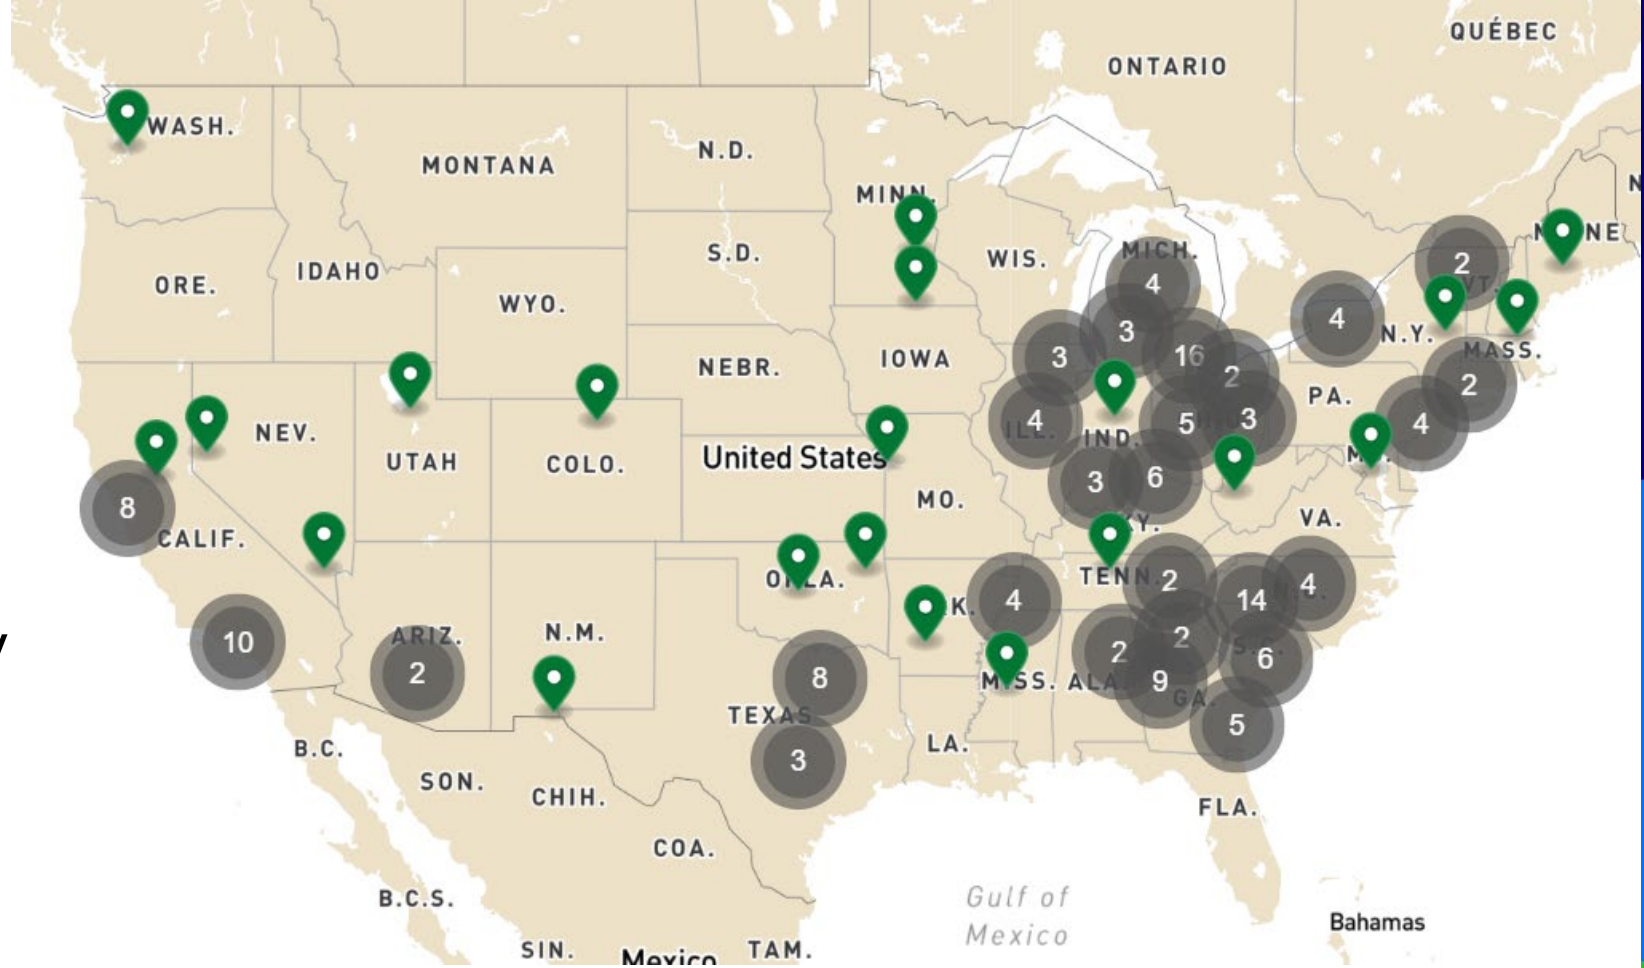 QUÉBEC
ONTARIO
WASH.
N.D.
MONTANA
MINN.
S.D.
WIS.
MICH.
2
VT.
IDAHO
ORE.
4
WYO.
4
3
N.Y.
16
3
IOWA
MASS.
NEBR.
2
2
PA.
4
5
3
4
NEV.
ILL.
IND.
United States
UTAH
COLO.
3
6
MO.
8
CALIF.
KY.
VA.
TENN.
2
4
4
14
10
ARIZ.
N.M.
2
2
S.C.
6
2
8
9
MISS.
ALA.
GA.
TEXAS
5
3
LA.
B.C.
SON.
CHIH.
FLA.
COA.
B.C.S.
Gulf of
Mexico
Bahamas
SIN.
Mexico
TAM.